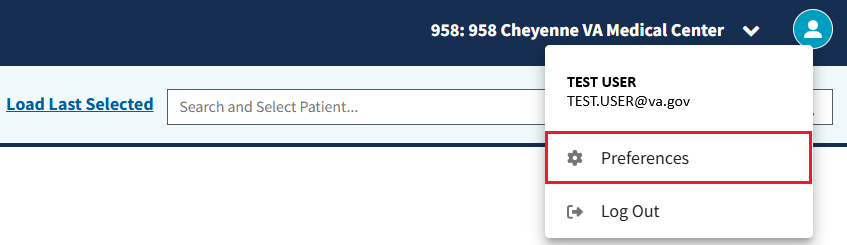 958: 958 Cheyenne VA Medical Center
TEST USER
TEST.USER@va.gov
Load Last Selected
Search and Select Patient...
Preferences
Log Out